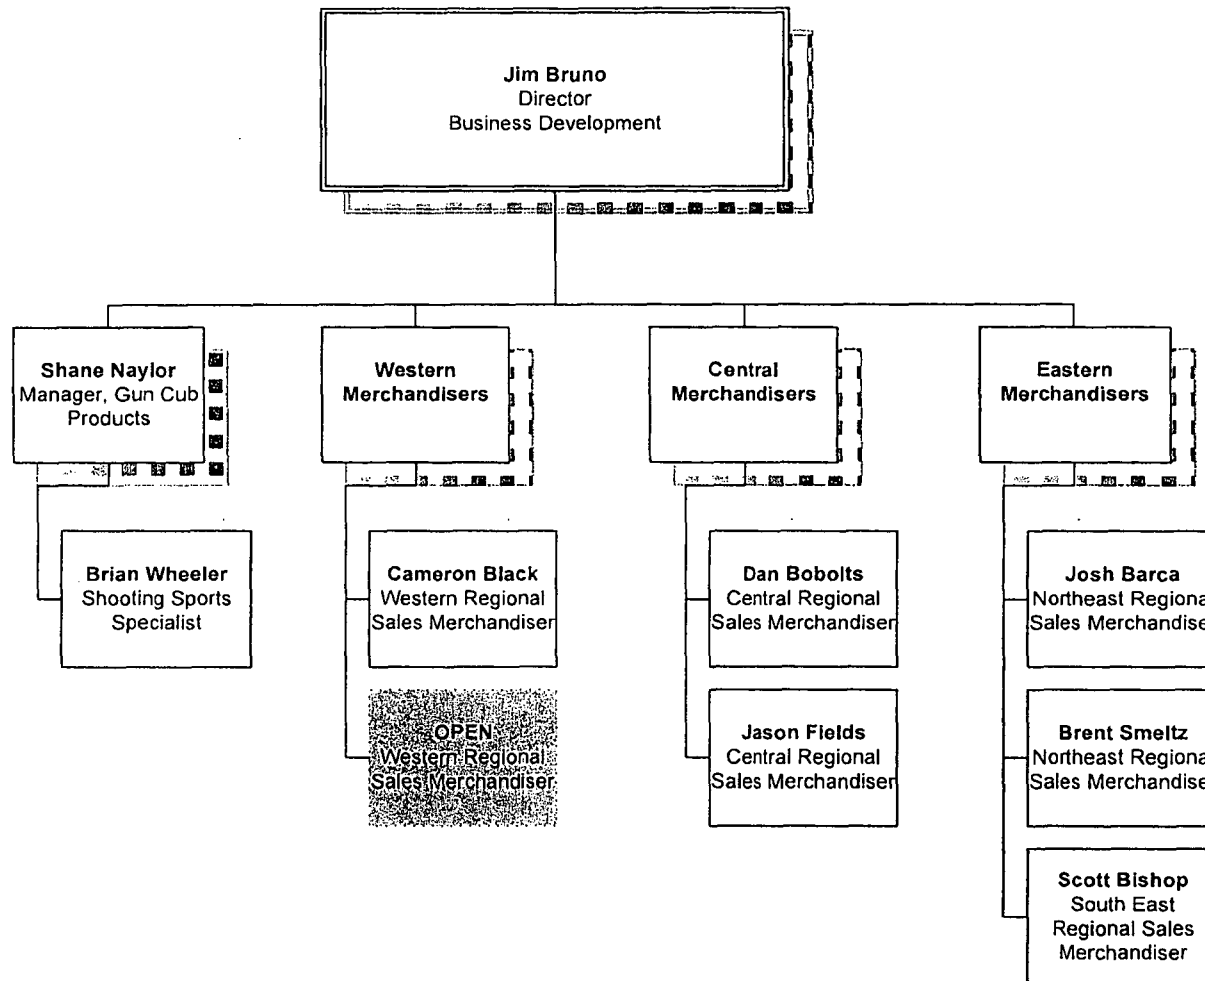 Jim Bruno
Director
Business Development
Shane Naylor
Manager, Gun Cub
Products
Western
Merchandisers
Central
Merchandisers
Eastern
Merchandisers
Brian Wheeler
Shooting Sports
Specialist
Cameron Black
Western Regional
Sales Merchandiser
OPEN
Western Regional
Sales Merchandiser
Dan Bobolts
Central Regional
Sales Merchandiser
Jason Fields
Central Regional
Sales Merchandiser
Josh Barca
Northeast Regiona
Sales Merchandise
Brent Smeltz
Northeast Regiona
Sales Merchandise
Scott Bishop
South East
Regional Sales
Merchandiser